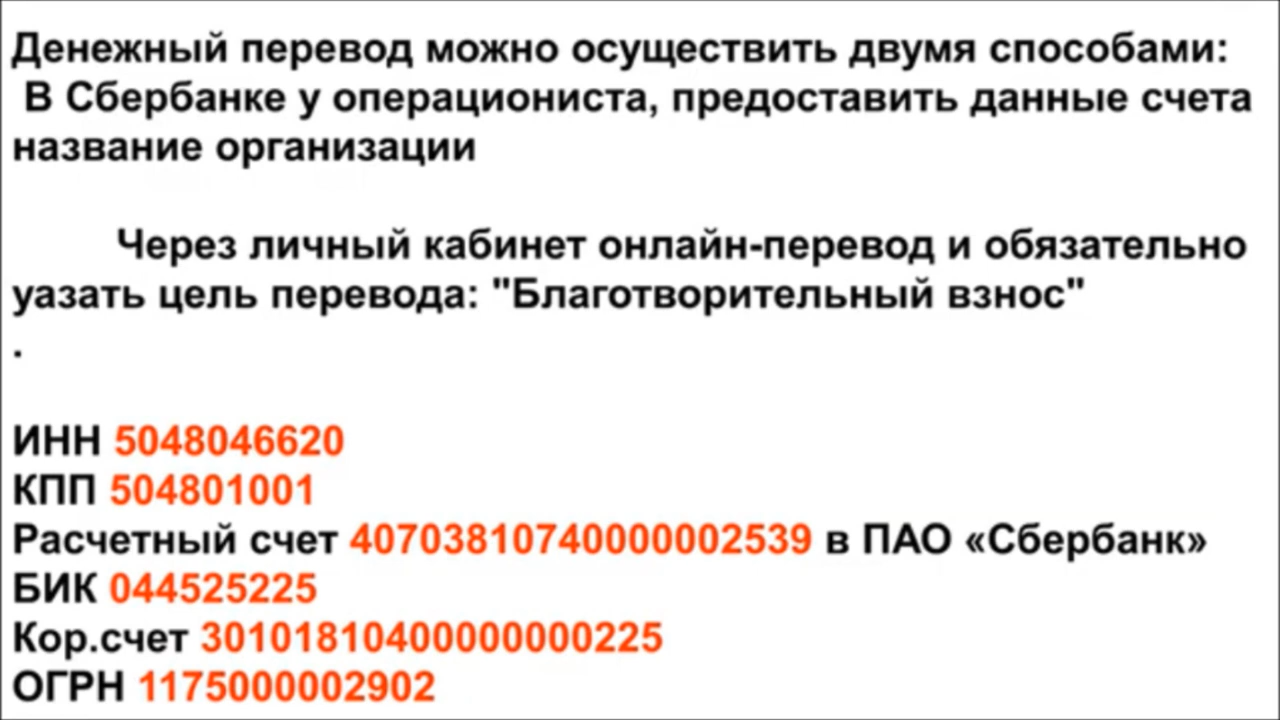 Денежный перевод можно осуществить двумя способами:
В Сбербанке у операциониста, предоставить данные счета
название организации
Через личный кабинет онлайн-перевод и обязательно
уазать цель перевода: "Благотворительный взнос"
.
ИНН 5048046620
КПП 504801001
Расчетный счет 40703810740000002539 в ПАО «Сбербанк»
БИК 044525225
Кор.счет 30101810400000000225
ОГРН 1175000002902